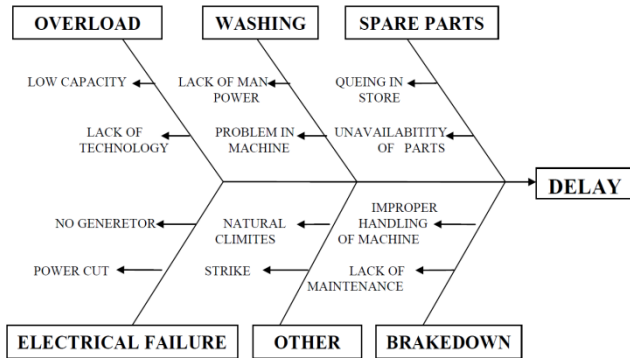 OVERLOAD
WASHING
SPARE PARTS
LOW CAPACITY
LACK OF MAN
POWER
QUEING IN
STORE
LACK OF
TECHNOLOGY
PROBLEM IN
MACHINE
UNAVAILABITITY
OF PARTS
DELAY
NO GENERETOR
NATURAL
CLIMITES
IMPROPER
HANDLING
OF MACHINE
POWER CUT
STRIKE
LACK OF
MAINTENANCE
ELECTRICAL FAILURE
OTHER
BRAKEDOWN